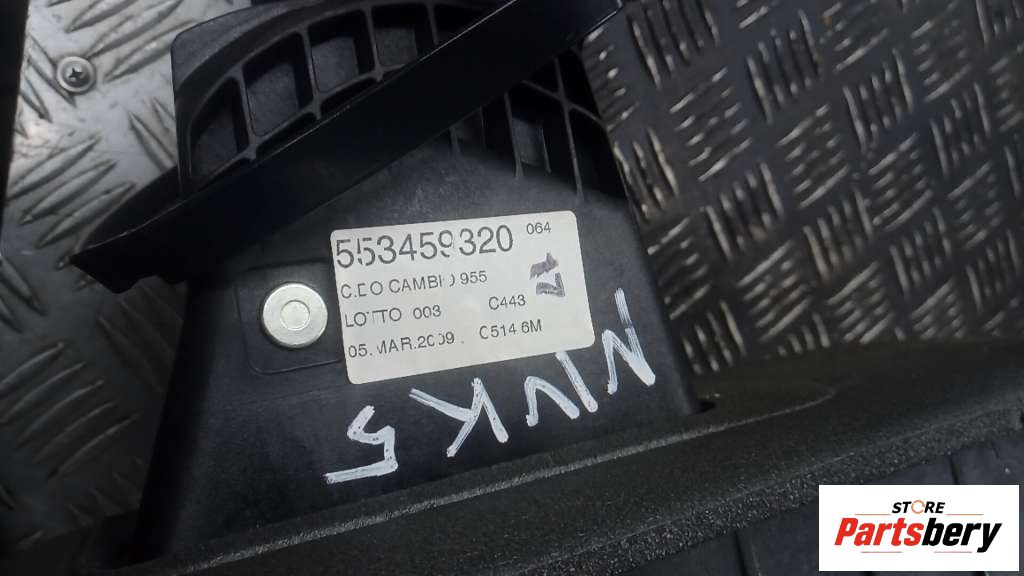 553459320 064
C.DO CAMBIO 955
LOTTO 003 C443
05.MAR.2009 C514 6M
STORE
Partsbery